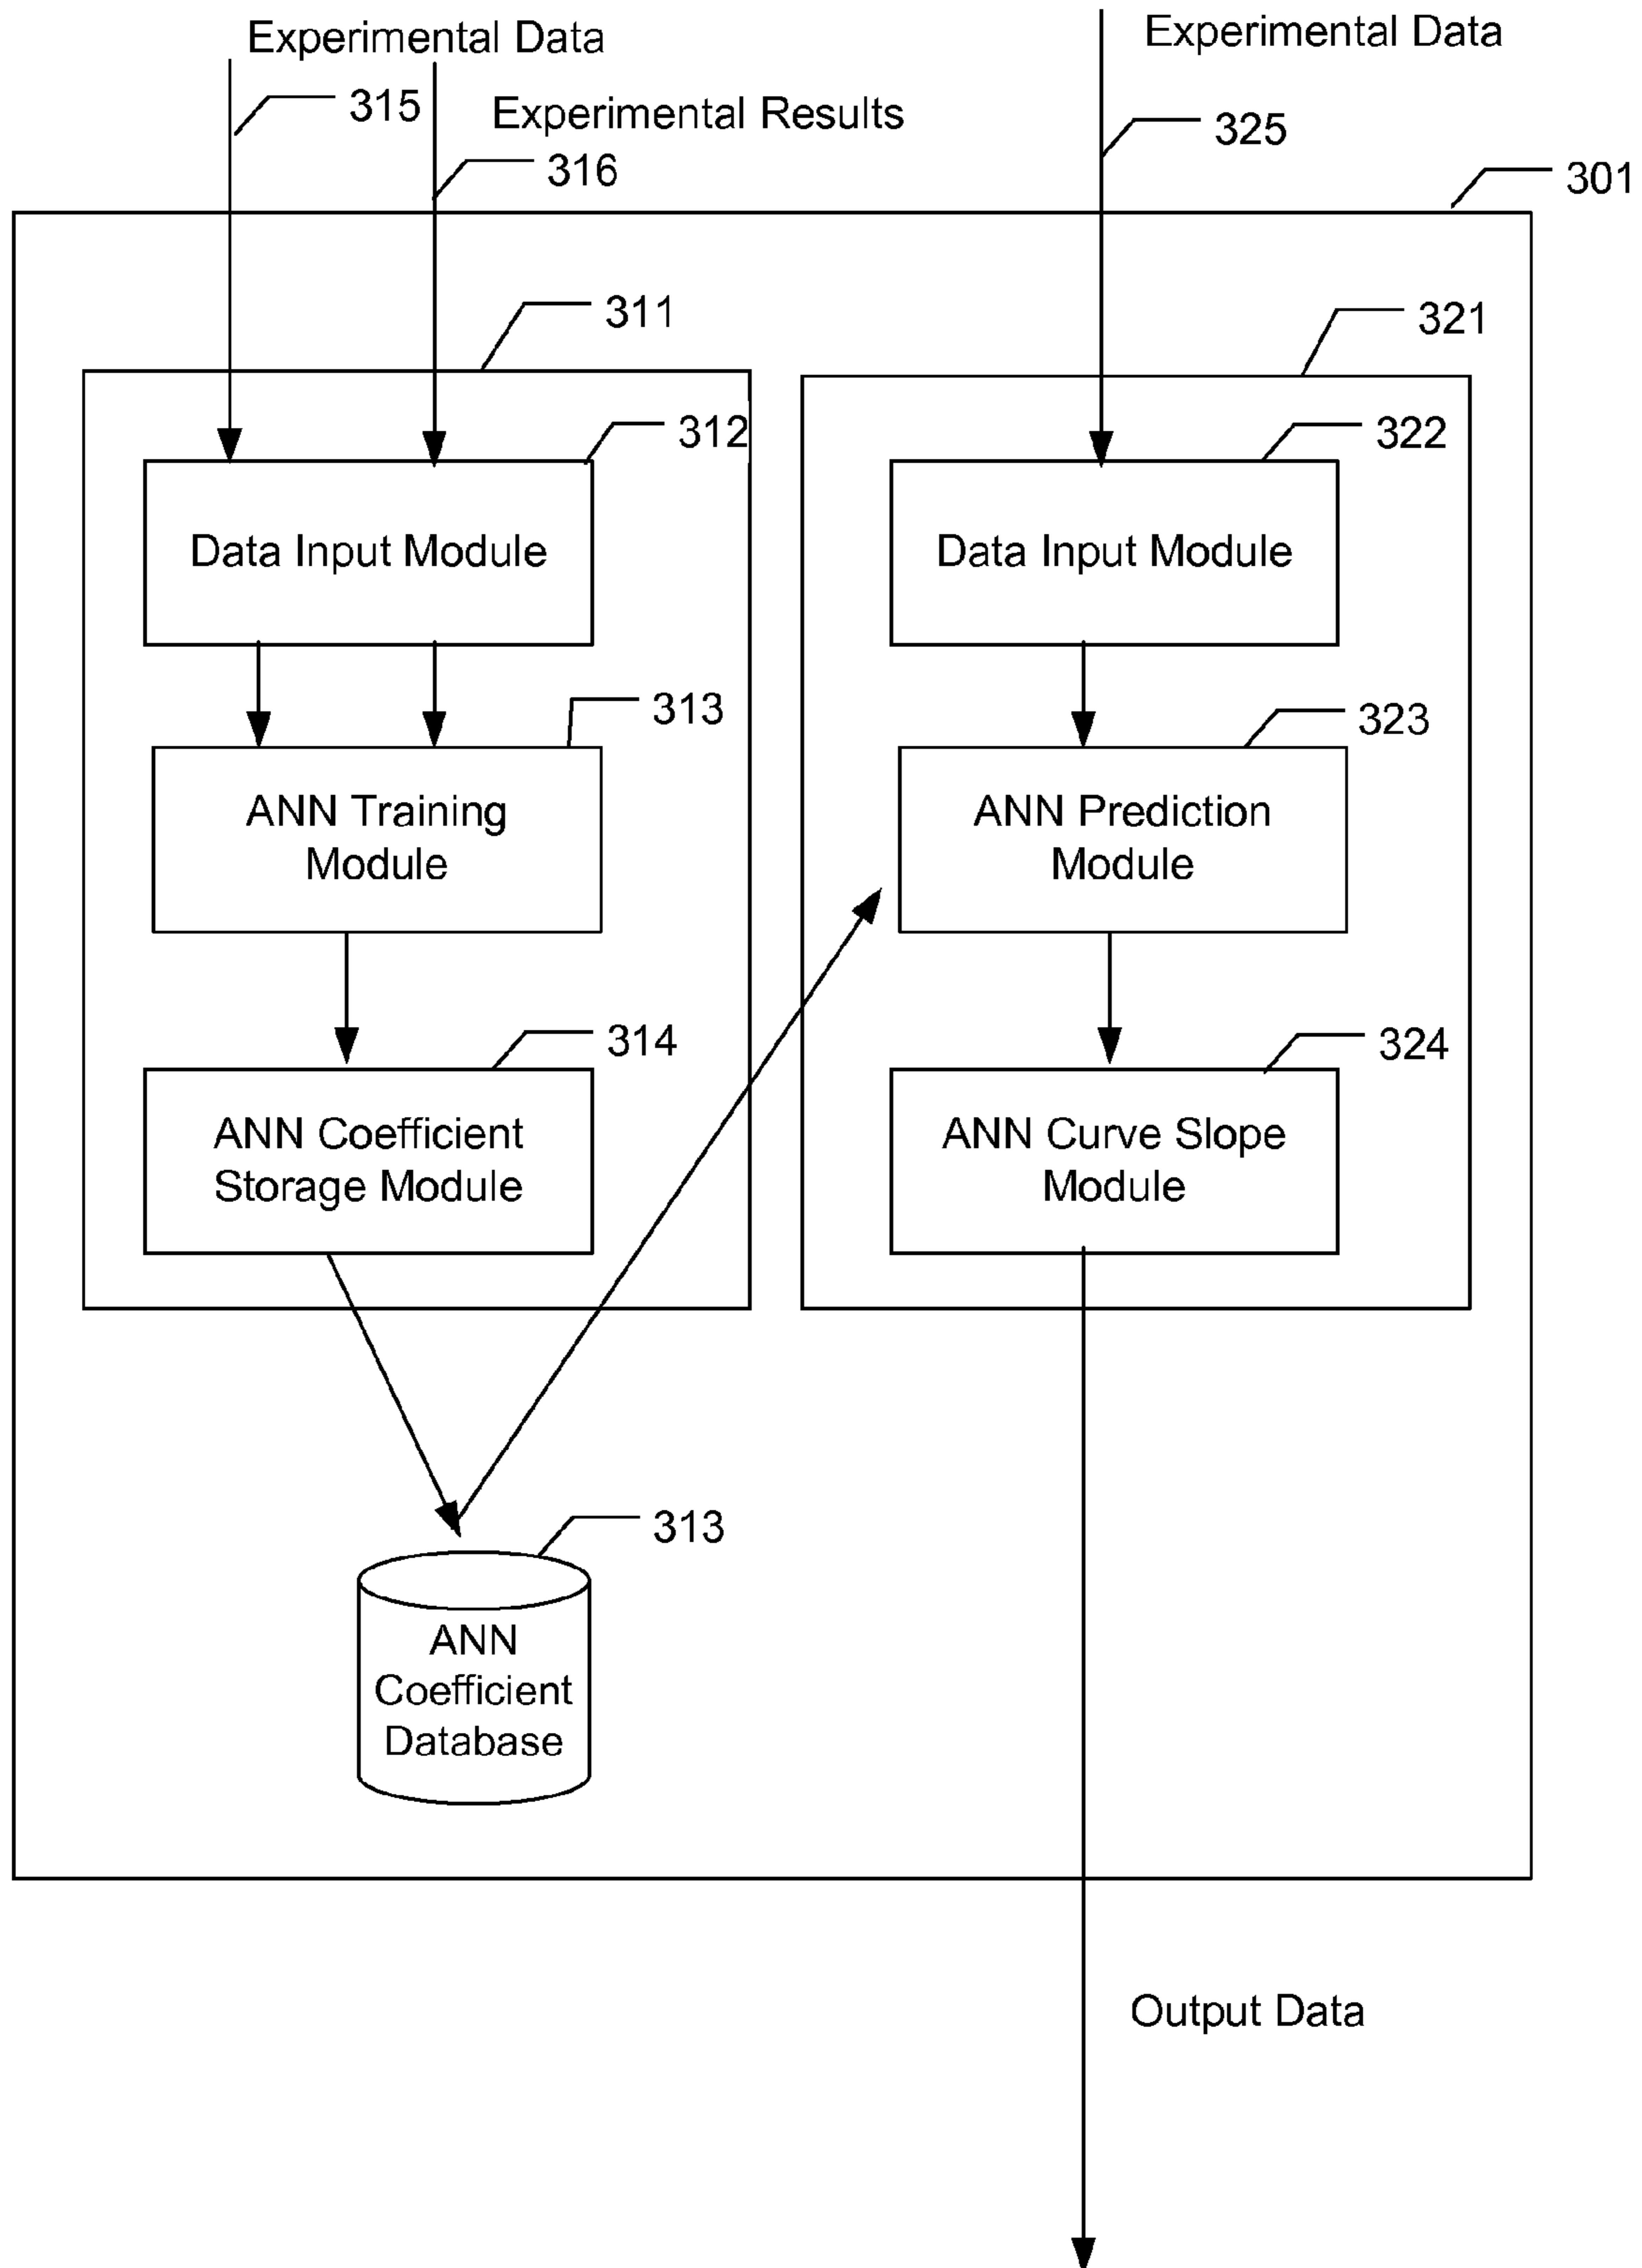 Experimental Data
315
Experimental Results
316
Experimental Data
325
301
311
321
312
322
Data Input Module
Data Input Module
313
323
ANN Training
Module
ANN Prediction
Module
314
324
ANN Coefficient
Storage Module
ANN Curve Slope
Module
313
ANN
Coefficient
Database
Output Data